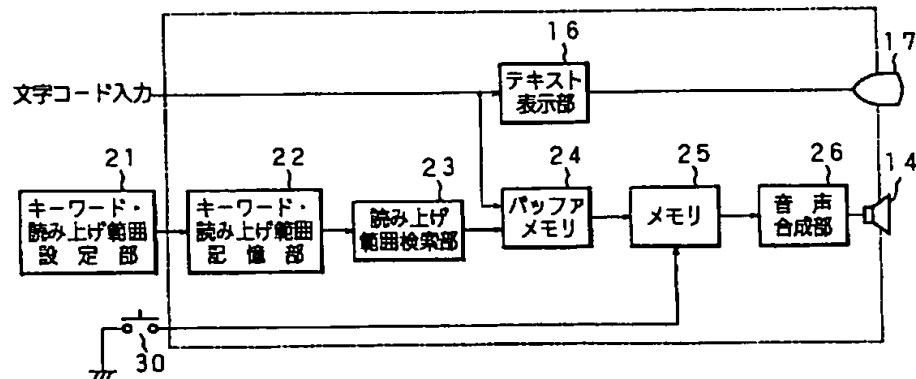 16
17
文字コード入力
テキスト
表示部
21
22
23
24
25
26
14
キーワード・
読み上げ範囲
設定部
キーワード・
読み上げ範囲
記憶部
読み上げ
範囲検索部
バッファ
メモリ
メモリ
音声
合成部
30